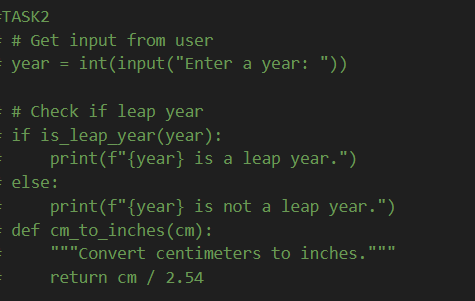 #TASK2
# # Get input from user
# year = int(input("Enter a year: "))
# # Check if leap year
# if is_leap_year(year):
#     print(f"{year} is a leap year.")
# else:
#     print(f"{year} is not a leap year.")
# def cm_to_inches(cm):
#     """Convert centimeters to inches."""
#     return cm / 2.54